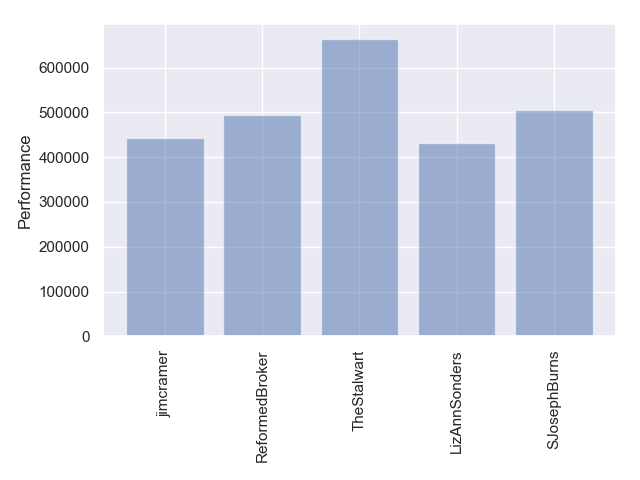 Performance
600000
500000
400000
300000
200000
100000
0
jimcramer
ReformedBroker
TheStalwart
LizAnnSonders
SJosephBurns